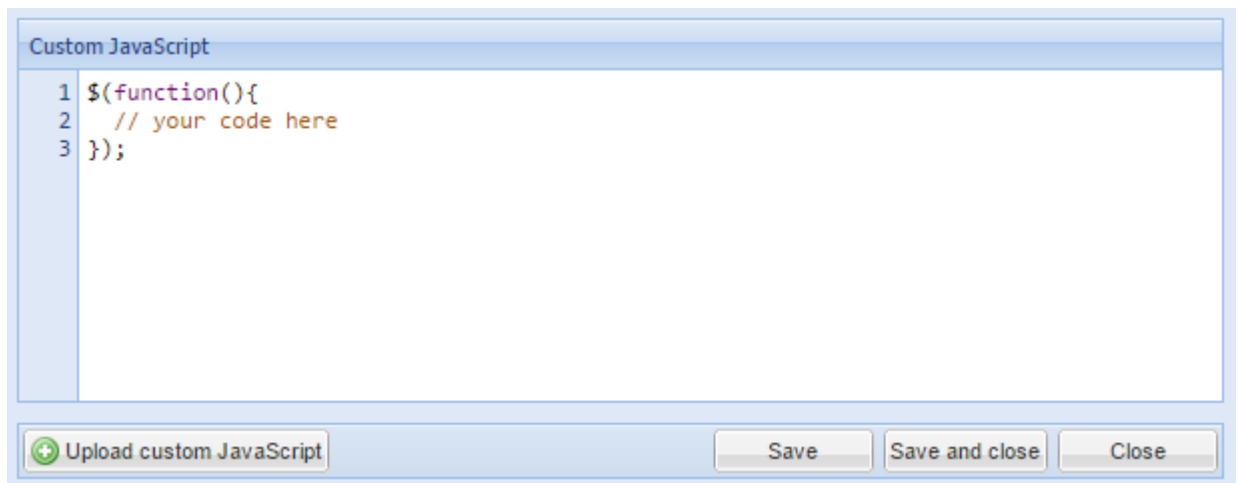 Custom JavaScript
1 $(function(){
2   // your code here
3 });
Upload custom JavaScript Save Save and close Close